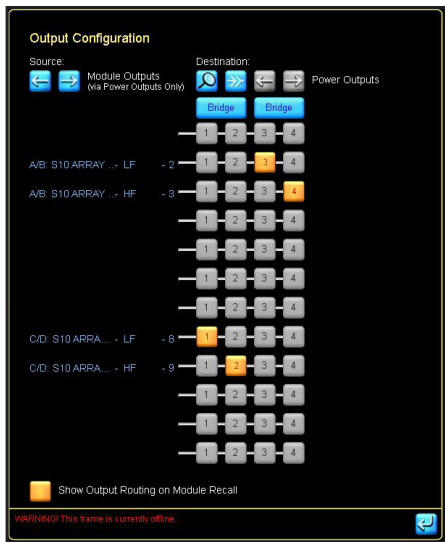 Output Configuration
Source: Destination:
Module Outputs
(via Power Outputs Only)
Power Outputs
Bridge Bridge
1 2 3 4
A/B: S10 ARRAY ...- LF - 2 1 2 3 4
A/B: S10 ARRAY ...- HF - 3 1 2 3 4
1 2 3 4
1 2 3 4
1 2 3 4
1 2 3 4
C/D: S10 ARRA... - LF - 8 1 2 3 4
C/D: S10 ARRA... - HF - 9 1 2 3 4
1 2 3 4
1 2 3 4
1 2 3 4
Show Output Routing on Module Recall
WARNING! This frame is currently offline.